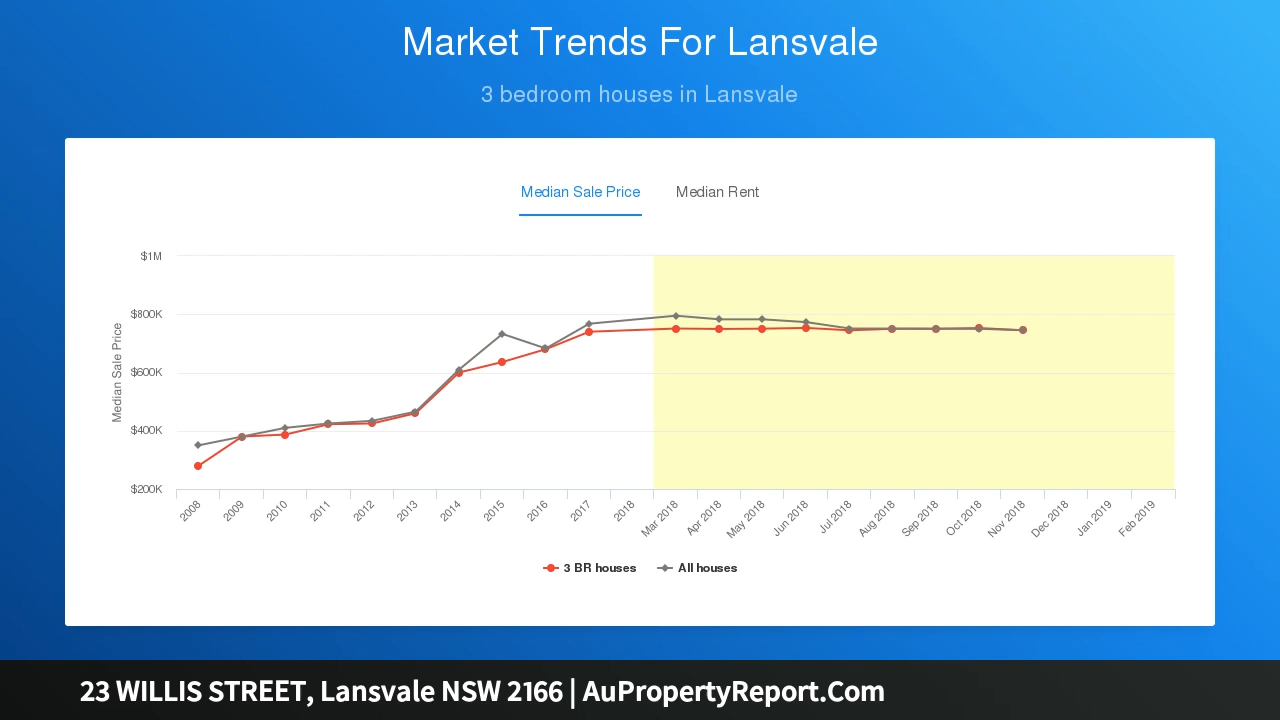 Market Trends For Lansvale
3 bedroom houses in Lansvale
Median Sale Price Median Rent
Median Sale Price
$1M
$800K
$600K
$400K
$200K
2008 2009 2010 2011 2012 2013 2014 2015 2016 2017 2018 Mar 2018 Apr 2018 May 2018 Jun 2018 Jul 2018 Aug 2018 Sep 2018 Oct 2018 Nov 2018 Dec 2018 Jan 2019 Feb 2019
3 BR houses All houses
23 WILLIS STREET, Lansvale NSW 2166 | AuPropertyReport.Com